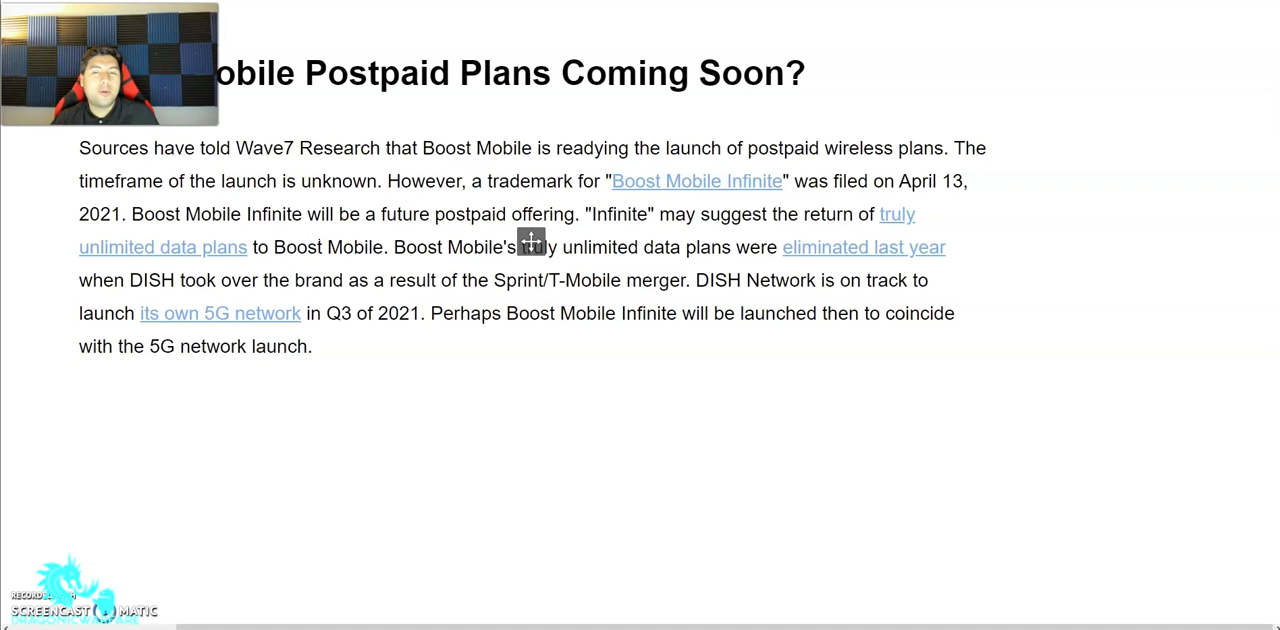 obile Postpaid Plans Coming Soon?
Sources have told Wave7 Research that Boost Mobile is readying the launch of postpaid wireless plans. The
timeframe of the launch is unknown. However, a trademark for "Boost Mobile Infinite" was filed on April 13,
2021. Boost Mobile Infinite will be a future postpaid offering. "Infinite" may suggest the return of truly
unlimited data plans to Boost Mobile. Boost Mobile's truly unlimited data plans were eliminated last year
when DISH took over the brand as a result of the Sprint/T-Mobile merger. DISH Network is on track to
launch its own 5G network in Q3 of 2021. Perhaps Boost Mobile Infinite will be launched then to coincide
with the 5G network launch.
SCREENCAST MATIC
DRAGONICWARFARE